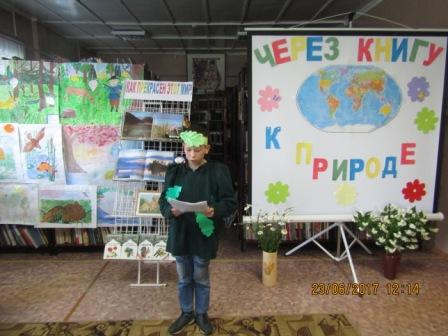 КАК ПРЕКРАСЕН ЭТОТ МИР
ЧЕРЕЗ КНИГУ
К
ПРИРОДЕ
23/06/2017 12:14